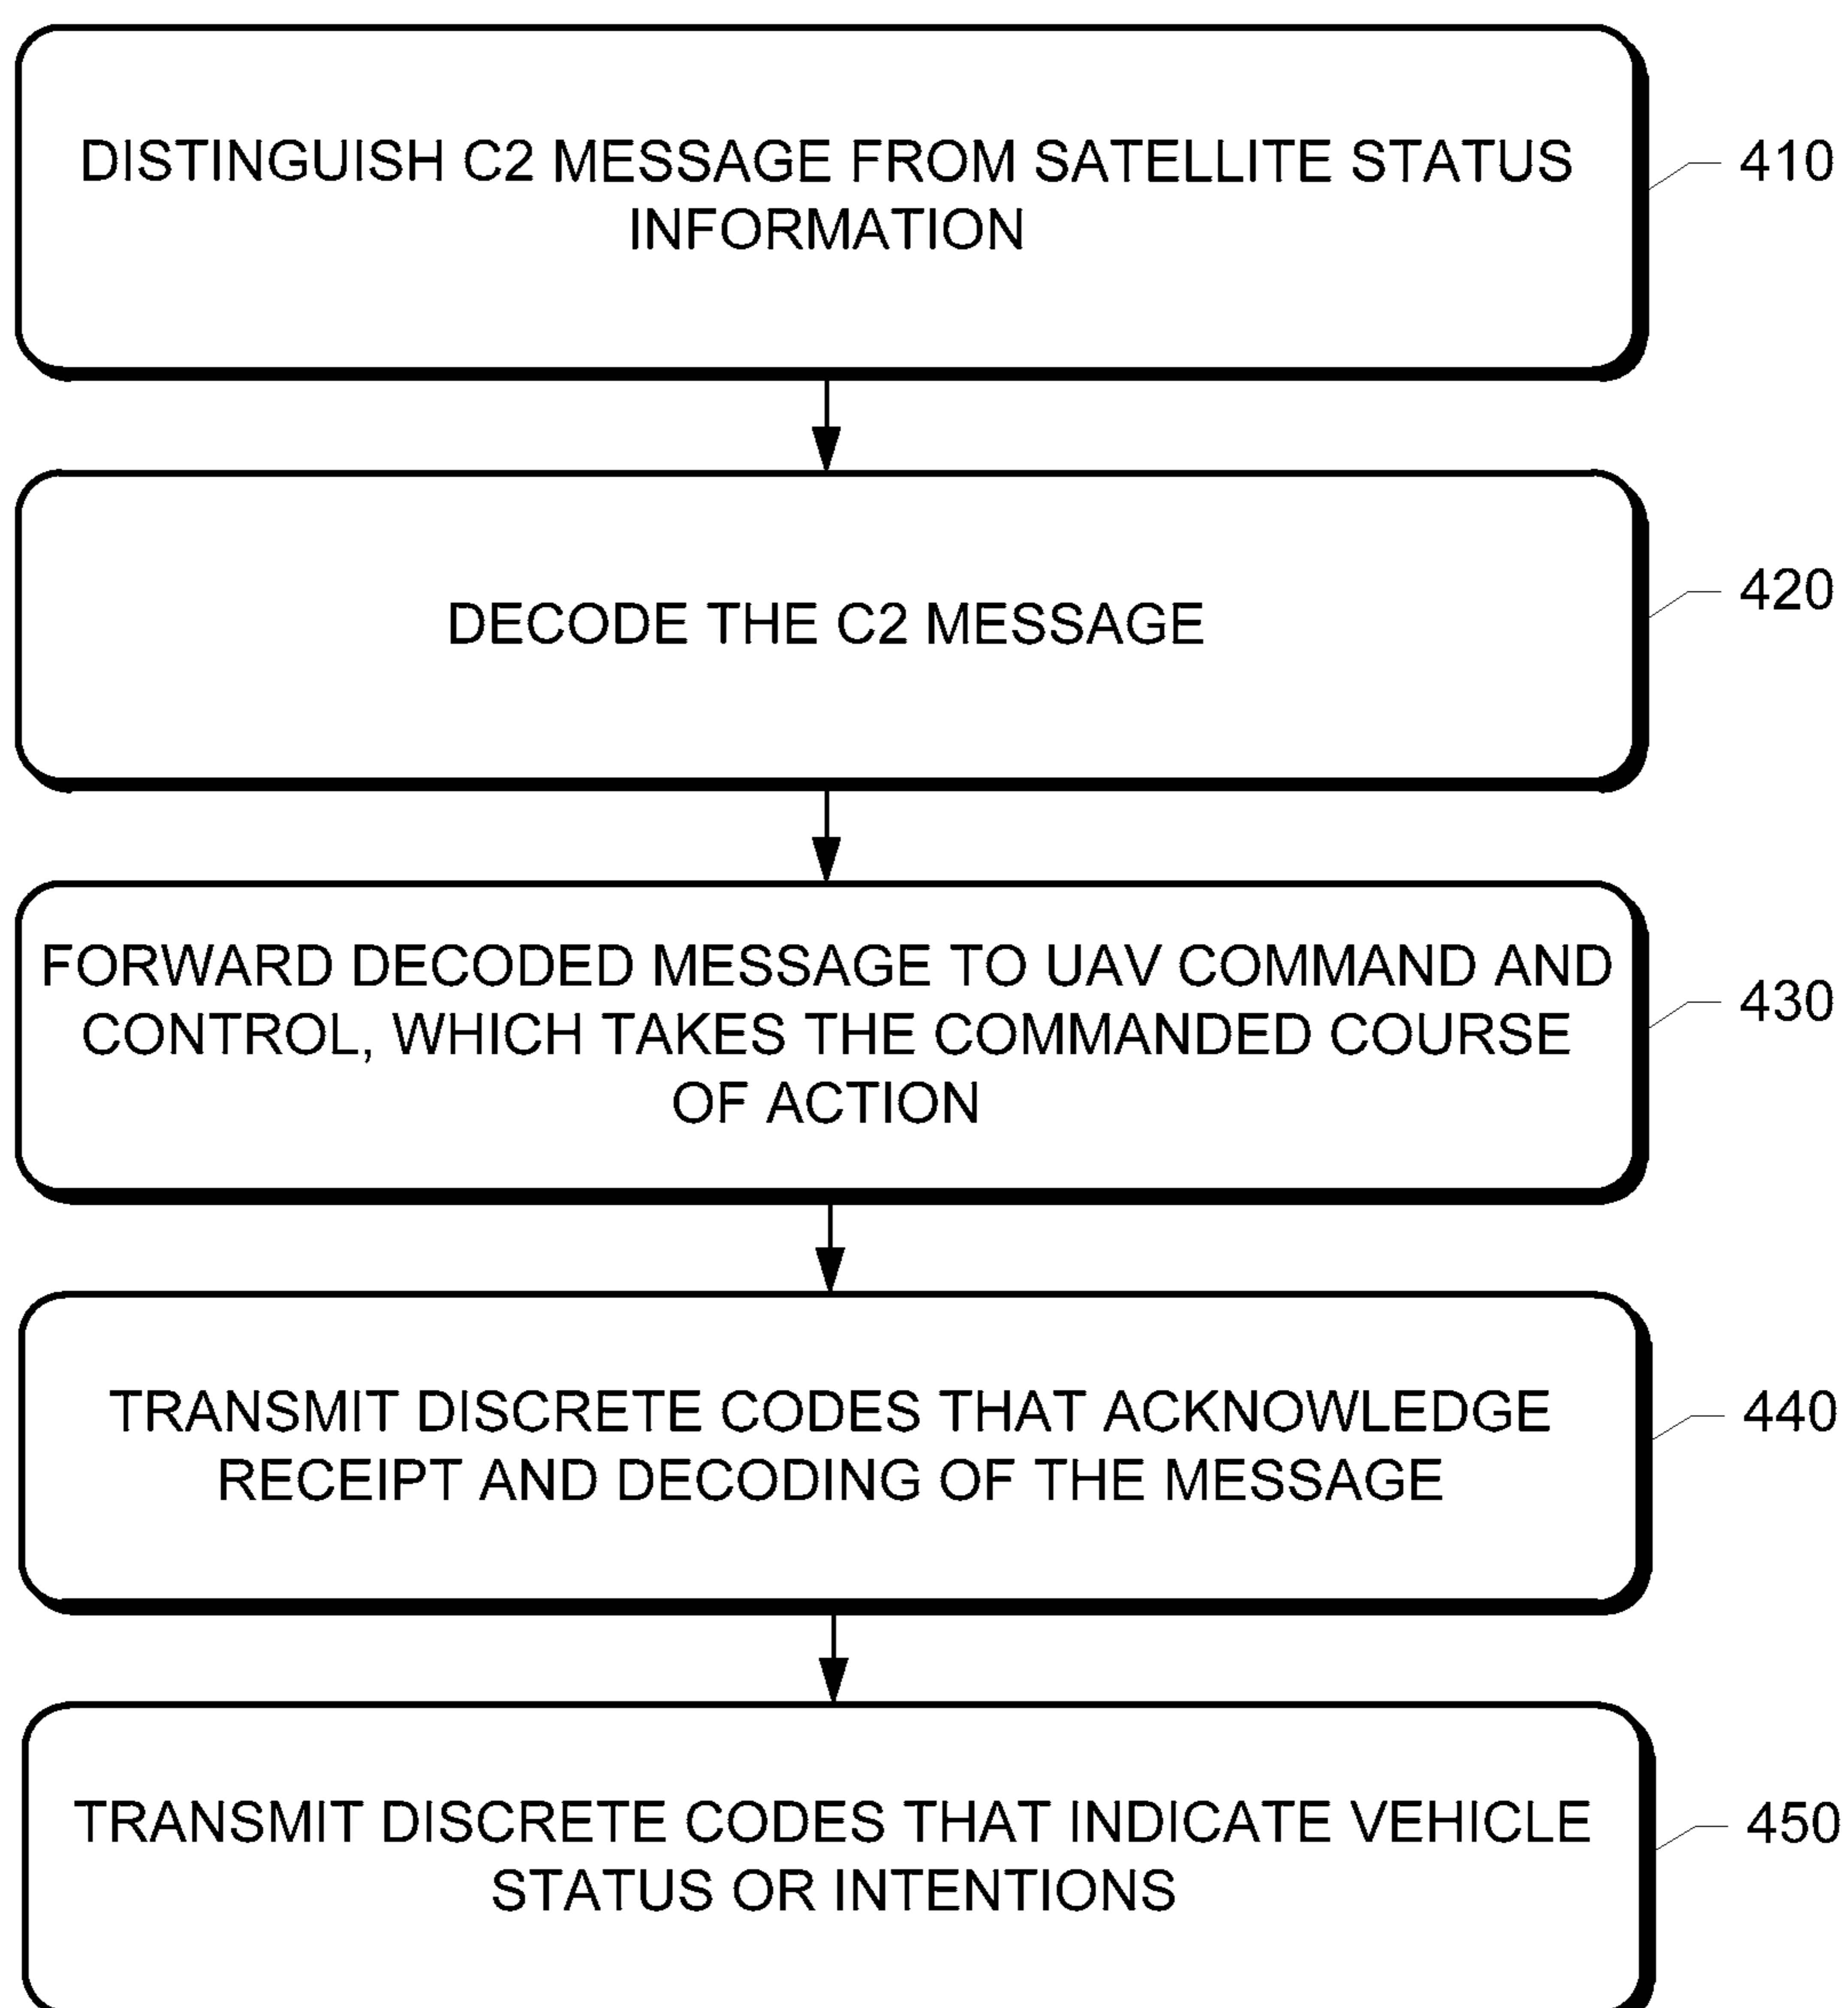 DISTINGUISH C2 MESSAGE FROM SATELLITE STATUS
INFORMATION
410
DECODE THE C2 MESSAGE
420
FORWARD DECODED MESSAGE TO UAV COMMAND AND
CONTROL, WHICH TAKES THE COMMANDED COURSE
OF ACTION
430
TRANSMIT DISCRETE CODES THAT ACKNOWLEDGE
RECEIPT AND DECODING OF THE MESSAGE
440
TRANSMIT DISCRETE CODES THAT INDICATE VEHICLE
STATUS OR INTENTIONS
450